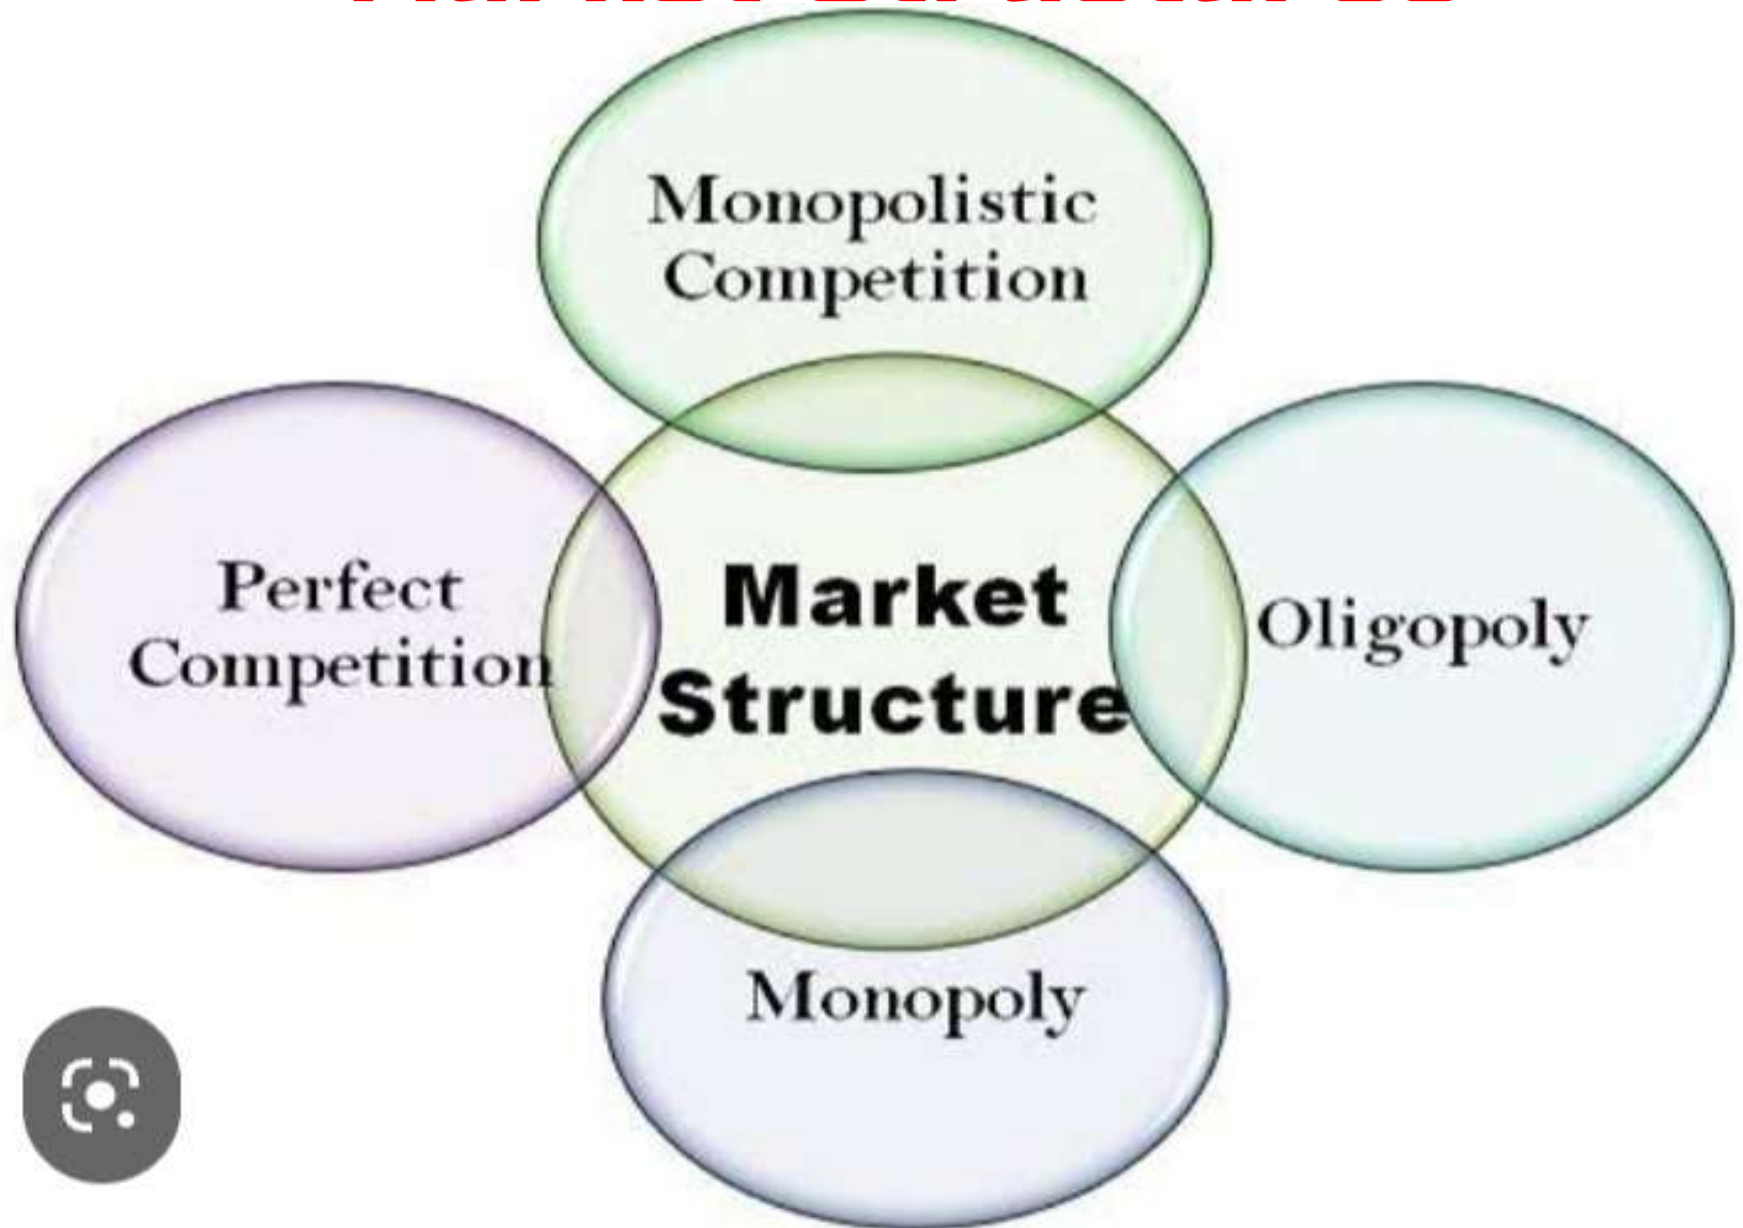 Monopolistic
Competition
Perfect
Competition
Market
Structure
Oligopoly
Monopoly